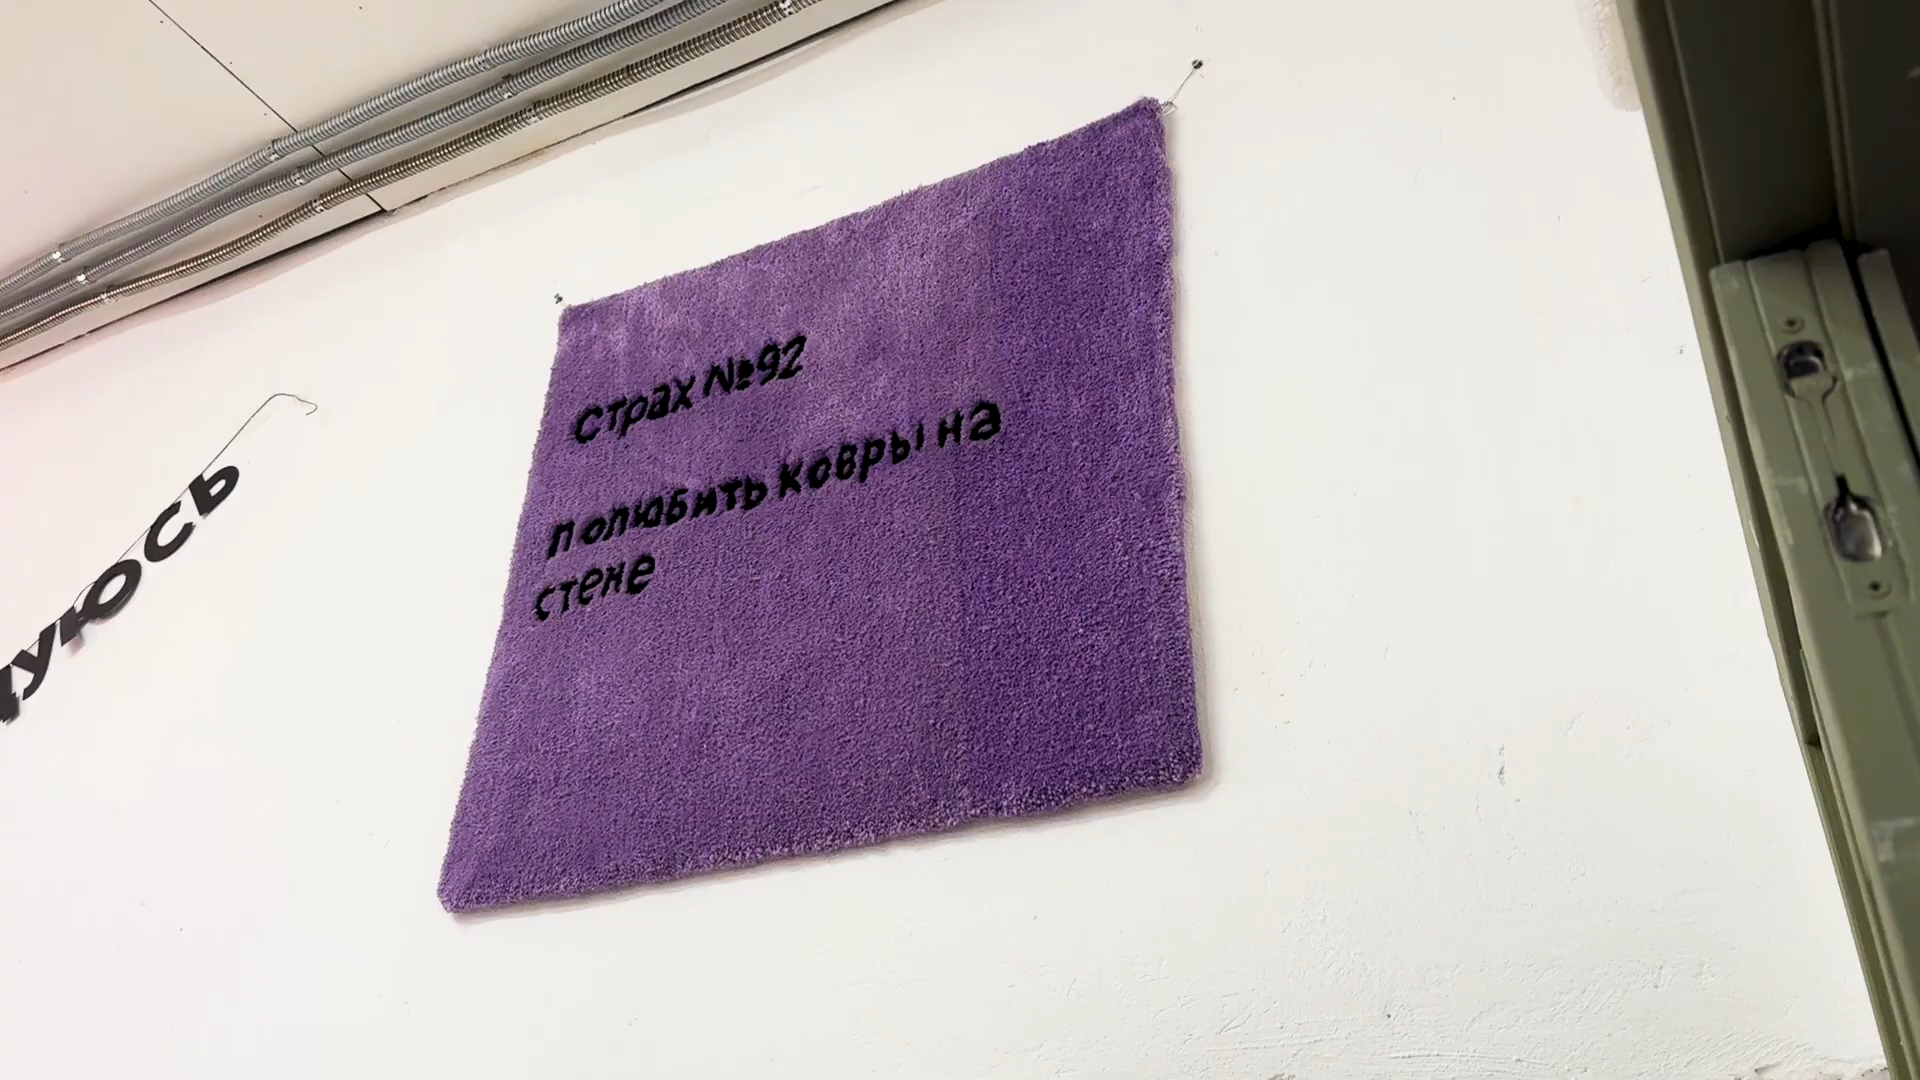 Страх №92
полюбить ковры на
стене